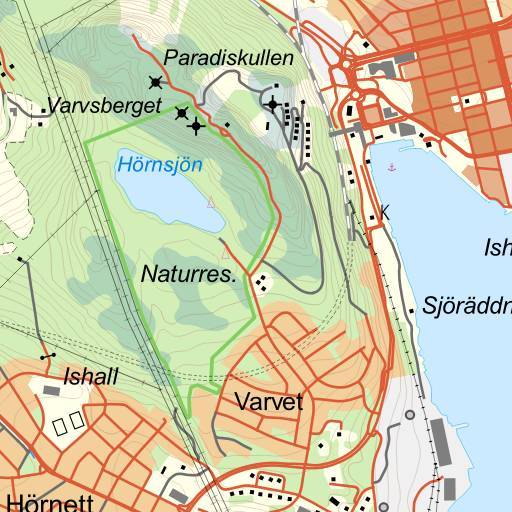 Paradiskullen
Varvsberget
Hörnsjön
K
Ish
Naturres.
Sjöräddn
Ishall
Varvet
Hörnett